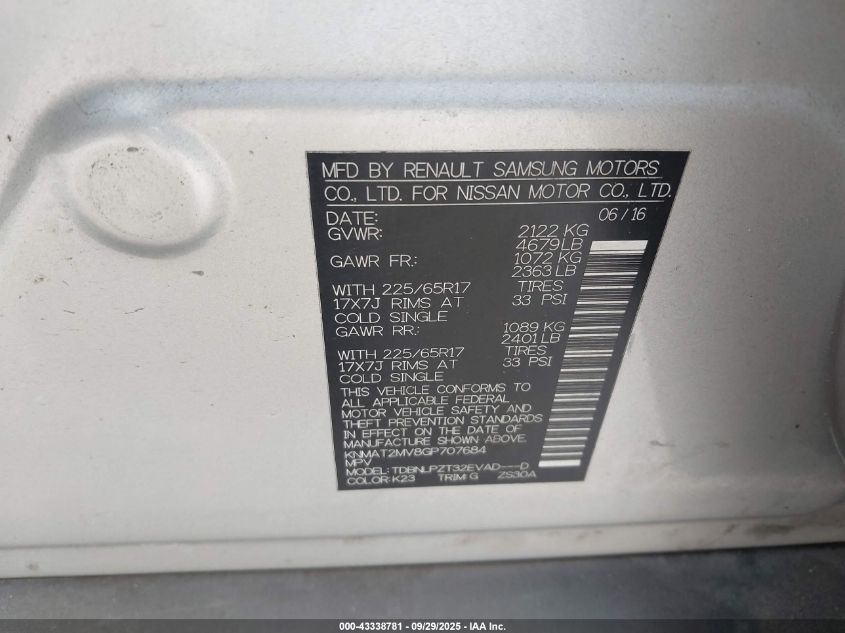 MFD BY RENAULT SAMSUNG MOTORS
CO., LTD. FOR NISSAN MOTOR CO., LTD.
DATE: 06/16
GVWR: 2122 KG
4679LB
GAWR FR.: 1072 KG
2363LB
WITH 225/65R17 TIRES
17X7J RIMS AT 33 PSI
COLD SINGLE
GAWR RR.: 1089 KG
2401LB
WITH 225/65R17 TIRES
17X7J RIMS AT 33 PSI
COLD SINGLE
THIS VEHICLE CONFORMS TO
ALL APPLICABLE FEDERAL
MOTOR VEHICLE SAFETY AND
THEFT PREVENTION STANDARDS
IN EFFECT ON THE DATE OF
MANUFACTURE SHOWN ABOVE.
KNMAT2MV8GP707684
MPV
MODEL: TDBNLPZT32EVAD---D
COLOR: K23 TRIM: G ZS30A
000-43338781 - 09/29/2025 - IAA Inc.